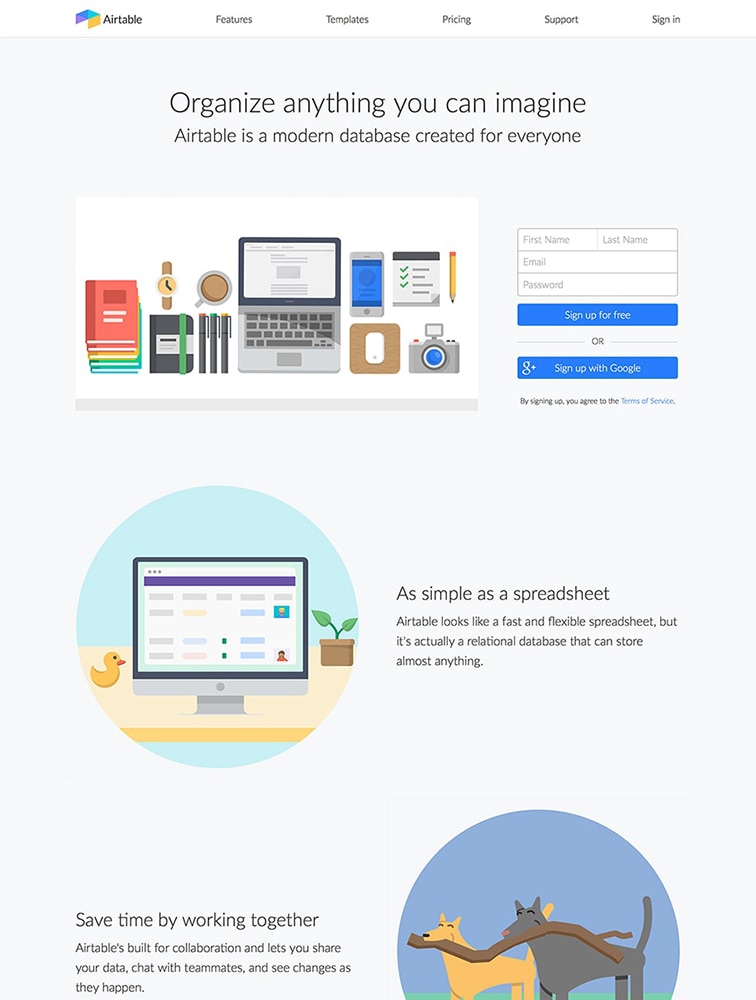 Airtable
Features
Templates
Pricing
Support
Sign in
Organize anything you can imagine
Airtable is a modern database created for everyone
First Name
Last Name
Email
Password
Sign up for free
OR
g+ Sign up with Google
By signing up, you agree to the Terms of Service.
As simple as a spreadsheet
Airtable looks like a fast and flexible spreadsheet, but
it's actually a relational database that can store
almost anything.
Save time by working together
Airtable's built for collaboration and lets you share
your data, chat with teammates, and see changes as
they happen.